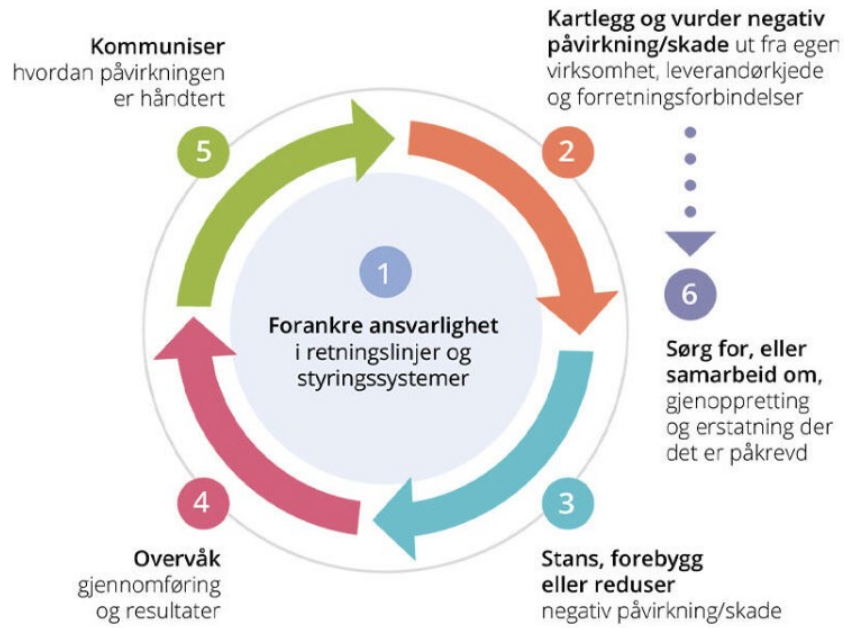 1
Forankre ansvarlighet
i retningslinjer og
styringssystemer
Kartlegg og vurder negativ
påvirkning/skade ut fra egen
virksomhet, leverandørkjede
og forretningsforbindelser
2
3
Stans, forebygg
eller reduser
negativ påvirkning/skade
4
Overvåk
gjennomføring
og resultater
Kommuniser
hvordan påvirkningen
er håndtert
5
6
Sørg for, eller
samarbeid om,
gjenoppretting
og erstatning der
det er påkrevd